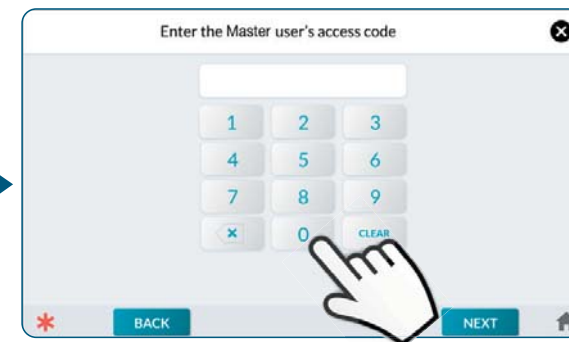 Enter the Master user's access code
1 2 3
4 5 6
7 8 9
0 CLEAR
BACK NEXT